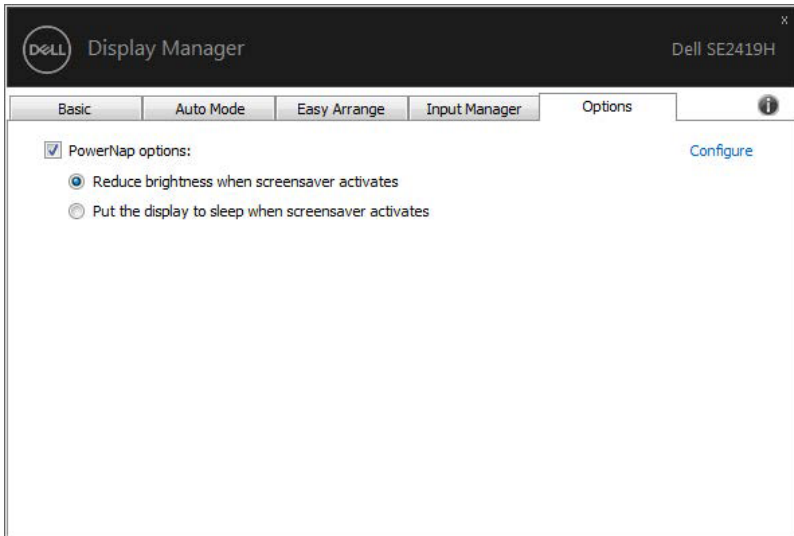 x
DELL Display Manager Dell SE2419H
Basic Auto Mode Easy Arrange Input Manager Options i
PowerNap options: Configure
Reduce brightness when screensaver activates
Put the display to sleep when screensaver activates